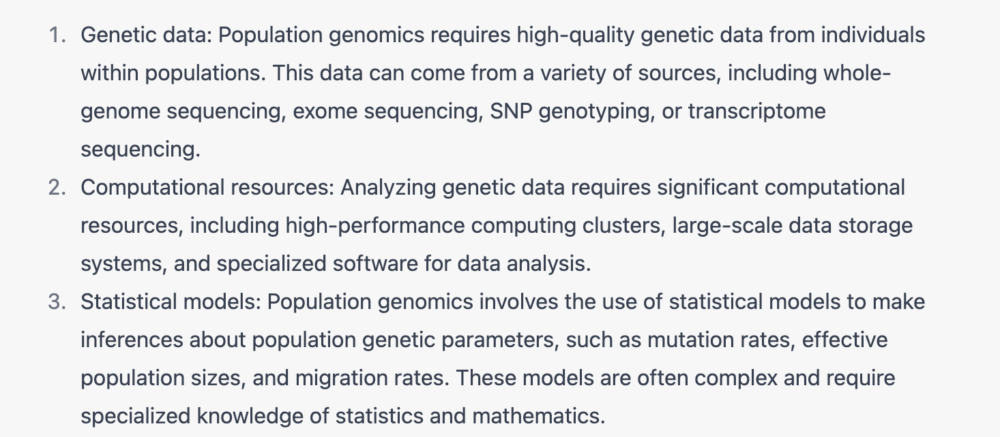 1. Genetic data: Population genomics requires high-quality genetic data from individuals
within populations. This data can come from a variety of sources, including whole-
genome sequencing, exome sequencing, SNP genotyping, or transcriptome
sequencing.
2. Computational resources: Analyzing genetic data requires significant computational
resources, including high-performance computing clusters, large-scale data storage
systems, and specialized software for data analysis.
3. Statistical models: Population genomics involves the use of statistical models to make
inferences about population genetic parameters, such as mutation rates, effective
population sizes, and migration rates. These models are often complex and require
specialized knowledge of statistics and mathematics.